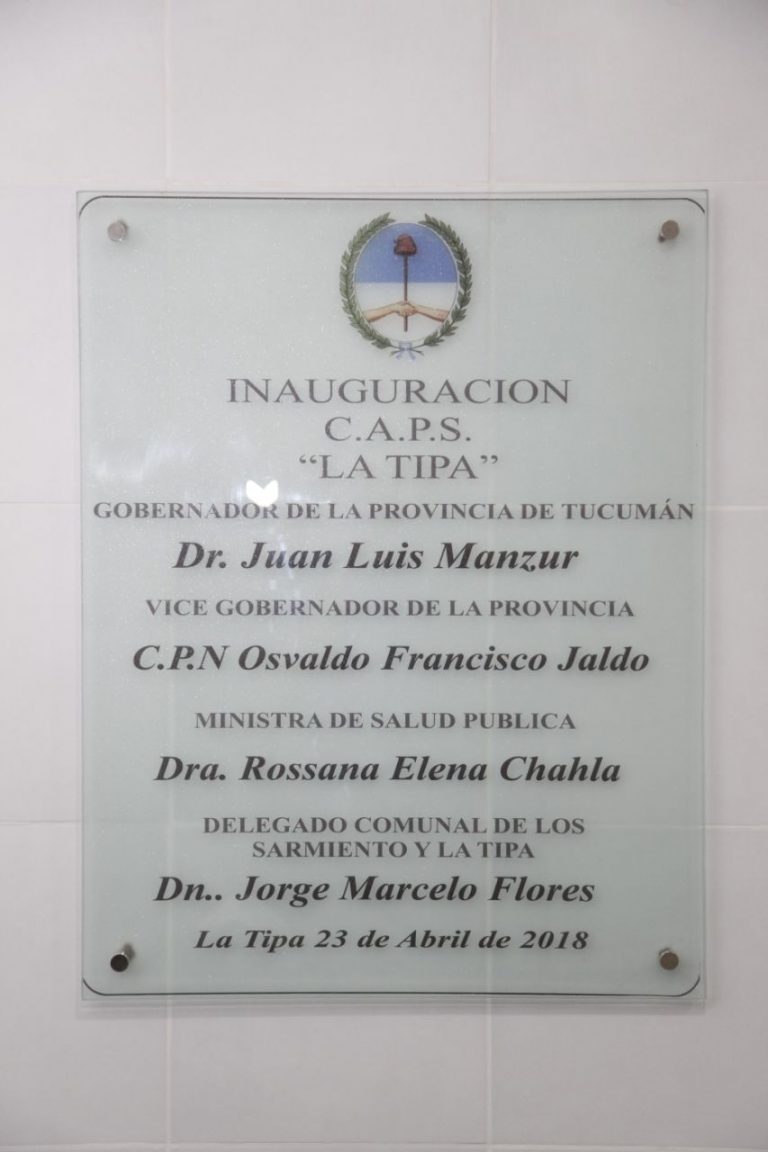 INAUGURACION
C.A.P.S.
“LA TIPA”
GOBERNADOR DE LA PROVINCIA DE TUCUMÁN
Dr. Juan Luis Manzur
VICE GOBERNADOR DE LA PROVINCIA
C.P.N Osvaldo Francisco Jaldo
MINISTRA DE SALUD PUBLICA
Dra. Rossana Elena Chahla
DELEGADO COMUNAL DE LOS
SARMIENTO Y LA TIPA
Dn.. Jorge Marcelo Flores
La Tipa 23 de Abril de 2018